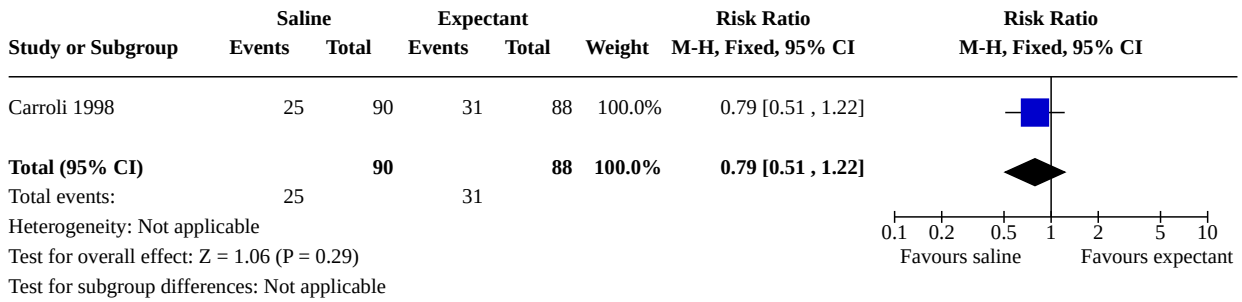 Saline Expectant Risk Ratio Risk Ratio
Study or Subgroup Events Total Events Total Weight M-H, Fixed, 95% CI M-H, Fixed, 95% CI
Carroli 1998 25 90 31 88 100.0% 0.79 [0.51 , 1.22]
Total (95% CI) 90 88 100.0% 0.79 [0.51 , 1.22]
Total events: 25 31
Heterogeneity: Not applicable
0.1 0.2 0.5 1 2 5 10
Test for overall effect: Z = 1.06 (P = 0.29) Favours saline Favours expectant
Test for subgroup differences: Not applicable